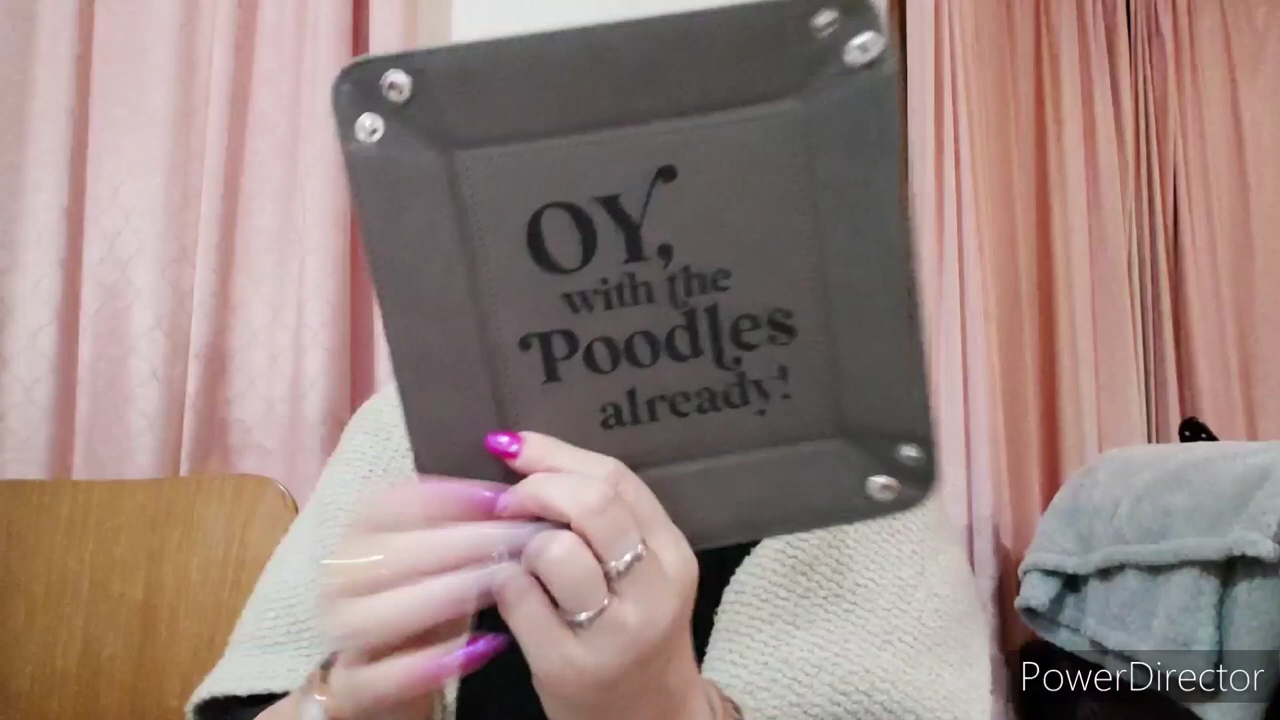 OY,
with the
Poodles
already!
PowerDirector